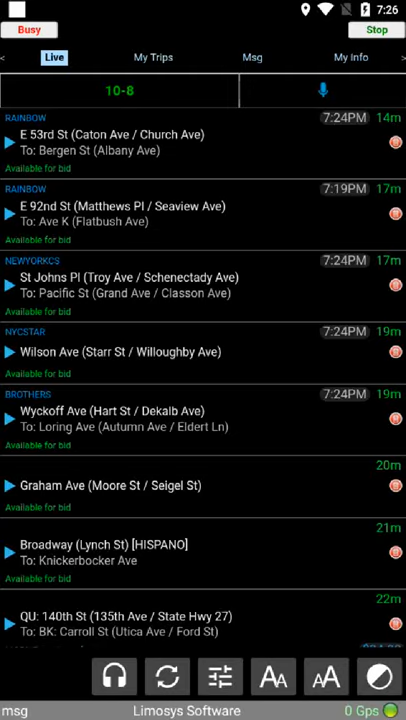 7:26
Busy
Stop
<
Live
My Trips
Msg
My Info
>
10-8
RAINBOW 7:24PM 14m
E 53rd St (Caton Ave / Church Ave)
To: Bergen St (Albany Ave)
Available for bid
RAINBOW 7:19PM 17m
E 92nd St (Matthews Pl / Seaview Ave)
To: Ave K (Flatbush Ave)
Available for bid
NEWYORKCS 7:24PM 17m
St Johns Pl (Troy Ave / Schenectady Ave)
To: Pacific St (Grand Ave / Classon Ave)
Available for bid
NYCSTAR 7:24PM 19m
Wilson Ave (Starr St / Willoughby Ave)
Available for bid
BROTHERS 7:24PM 19m
Wyckoff Ave (Hart St / Dekalb Ave)
To: Loring Ave (Autumn Ave / Eldert Ln)
Available for bid
20m
Graham Ave (Moore St / Seigel St)
Available for bid
21m
Broadway (Lynch St) [HISPANO]
To: Knickerbocker Ave
Available for bid
22m
QU: 140th St (135th Ave / State Hwy 27)
To: BK: Carroll St (Utica Ave / Ford St)
AA
AA
msg
Limosys Software
0 Gps